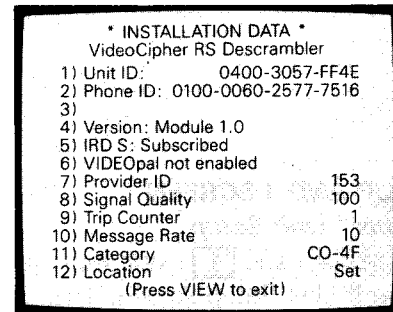 * INSTALLATION DATA *
VideoCipher RS Descrambler
1) Unit ID: 0400-3057-FF4E
2) Phone ID: 0100-0060-2577-7516
3)
4) Version: Module 1.0
5) IRD S: Subscribed
6) VIDEOpal not enabled
7) Provider ID 153
8) Signal Quality 100
9) Trip Counter 1
10) Message Rate 10
11) Category CO-4F
12) Location Set
(Press VIEW to exit)